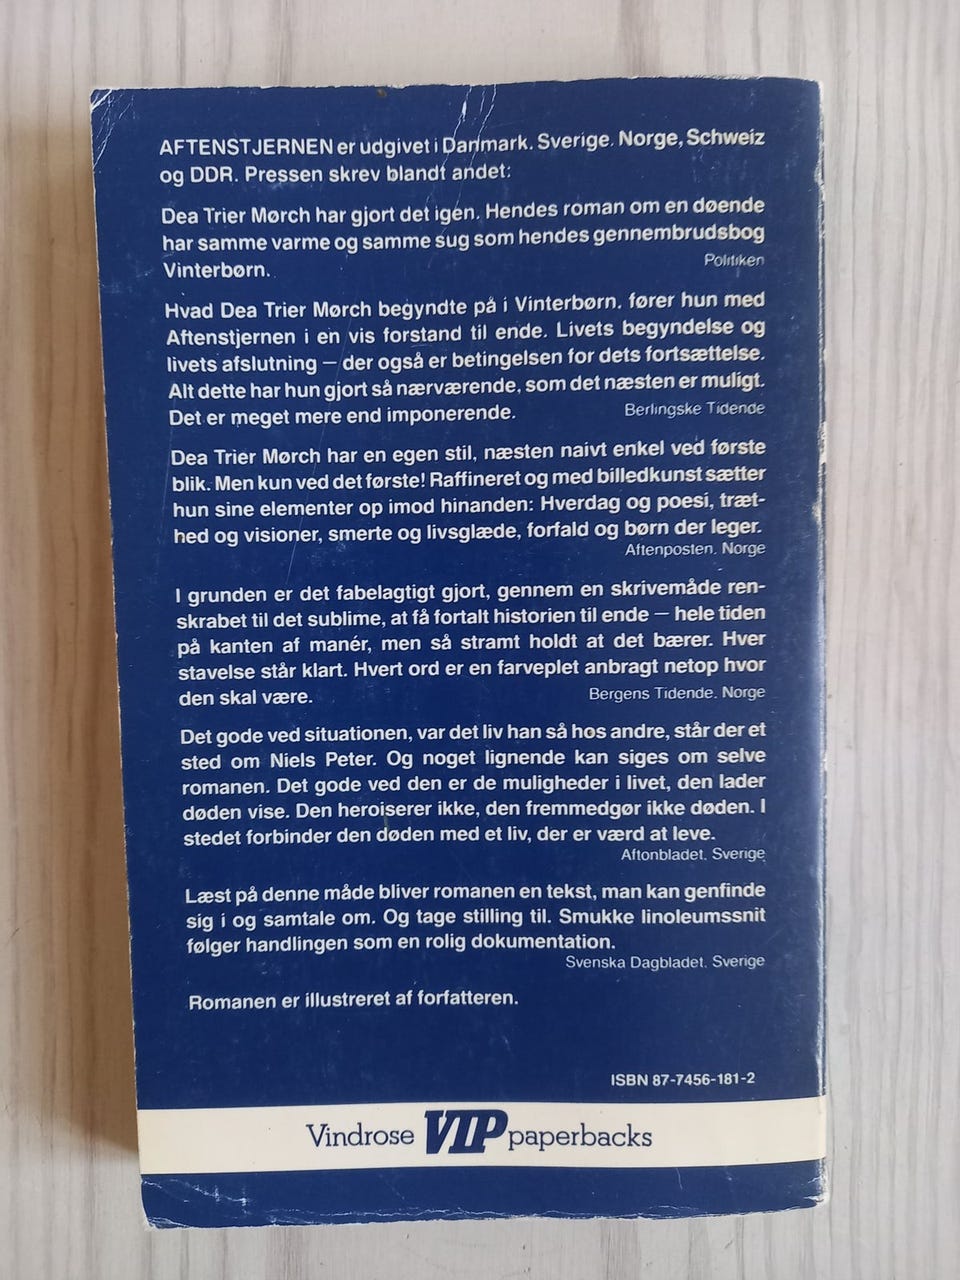 AFTENSTJERNEN er udgivet i Danmark, Sverige, Norge, Schweiz
og DDR. Pressen skrev blandt andet:
Dea Trier Mørch har gjort det igen. Hendes roman om en døende
har samme varme og samme sug som hendes gennembrudsbog
Vinterbørn. Politiken
Hvad Dea Trier Mørch begyndte på i Vinterbørn, fører hun med
Aftenstjernen i en vis forstand til ende. Livets begyndelse og
livets afslutning — der også er betingelsen for dets fortsættelse.
Alt dette har hun gjort så nærværende, som det næsten er muligt.
Det er meget mere end imponerende. Berlingske Tidende
Dea Trier Mørch har en egen stil, næsten naivt enkel ved første
blik. Men kun ved det første! Raffineret og med billedkunst sætter
hun sine elementer op imod hinanden: Hverdag og poesi, træt-
hed og visioner, smerte og livsglæde, forfald og børn der leger.
Aftenposten, Norge
I grunden er det fabelagtigt gjort, gennem en skrivemåde ren-
skrabet til det sublime, at få fortalt historien til ende — hele tiden
på kanten af manér, men så stramt holdt at det bærer. Hver
stavelse står klart. Hvert ord er en farveplet anbragt netop hvor
den skal være. Bergens Tidende, Norge
Det gode ved situationen, var det liv han så hos andre, står der et
sted om Niels Peter. Og noget lignende kan siges om selve
romanen. Det gode ved den er de muligheder i livet, den lader
døden vise. Den heroiserer ikke, den fremmedgør ikke døden. I
stedet forbinder den døden med et liv, der er værd at leve.
Aftonbladet, Sverige
Læst på denne måde bliver romanen en tekst, man kan genfinde
sig i og samtale om. Og tage stilling til. Smukke linoleumssnit
følger handlingen som en rolig dokumentation.
Svenska Dagbladet, Sverige
Romanen er illustreret af forfatteren.
ISBN 87-7456-181-2
Vindrose VIP paperbacks